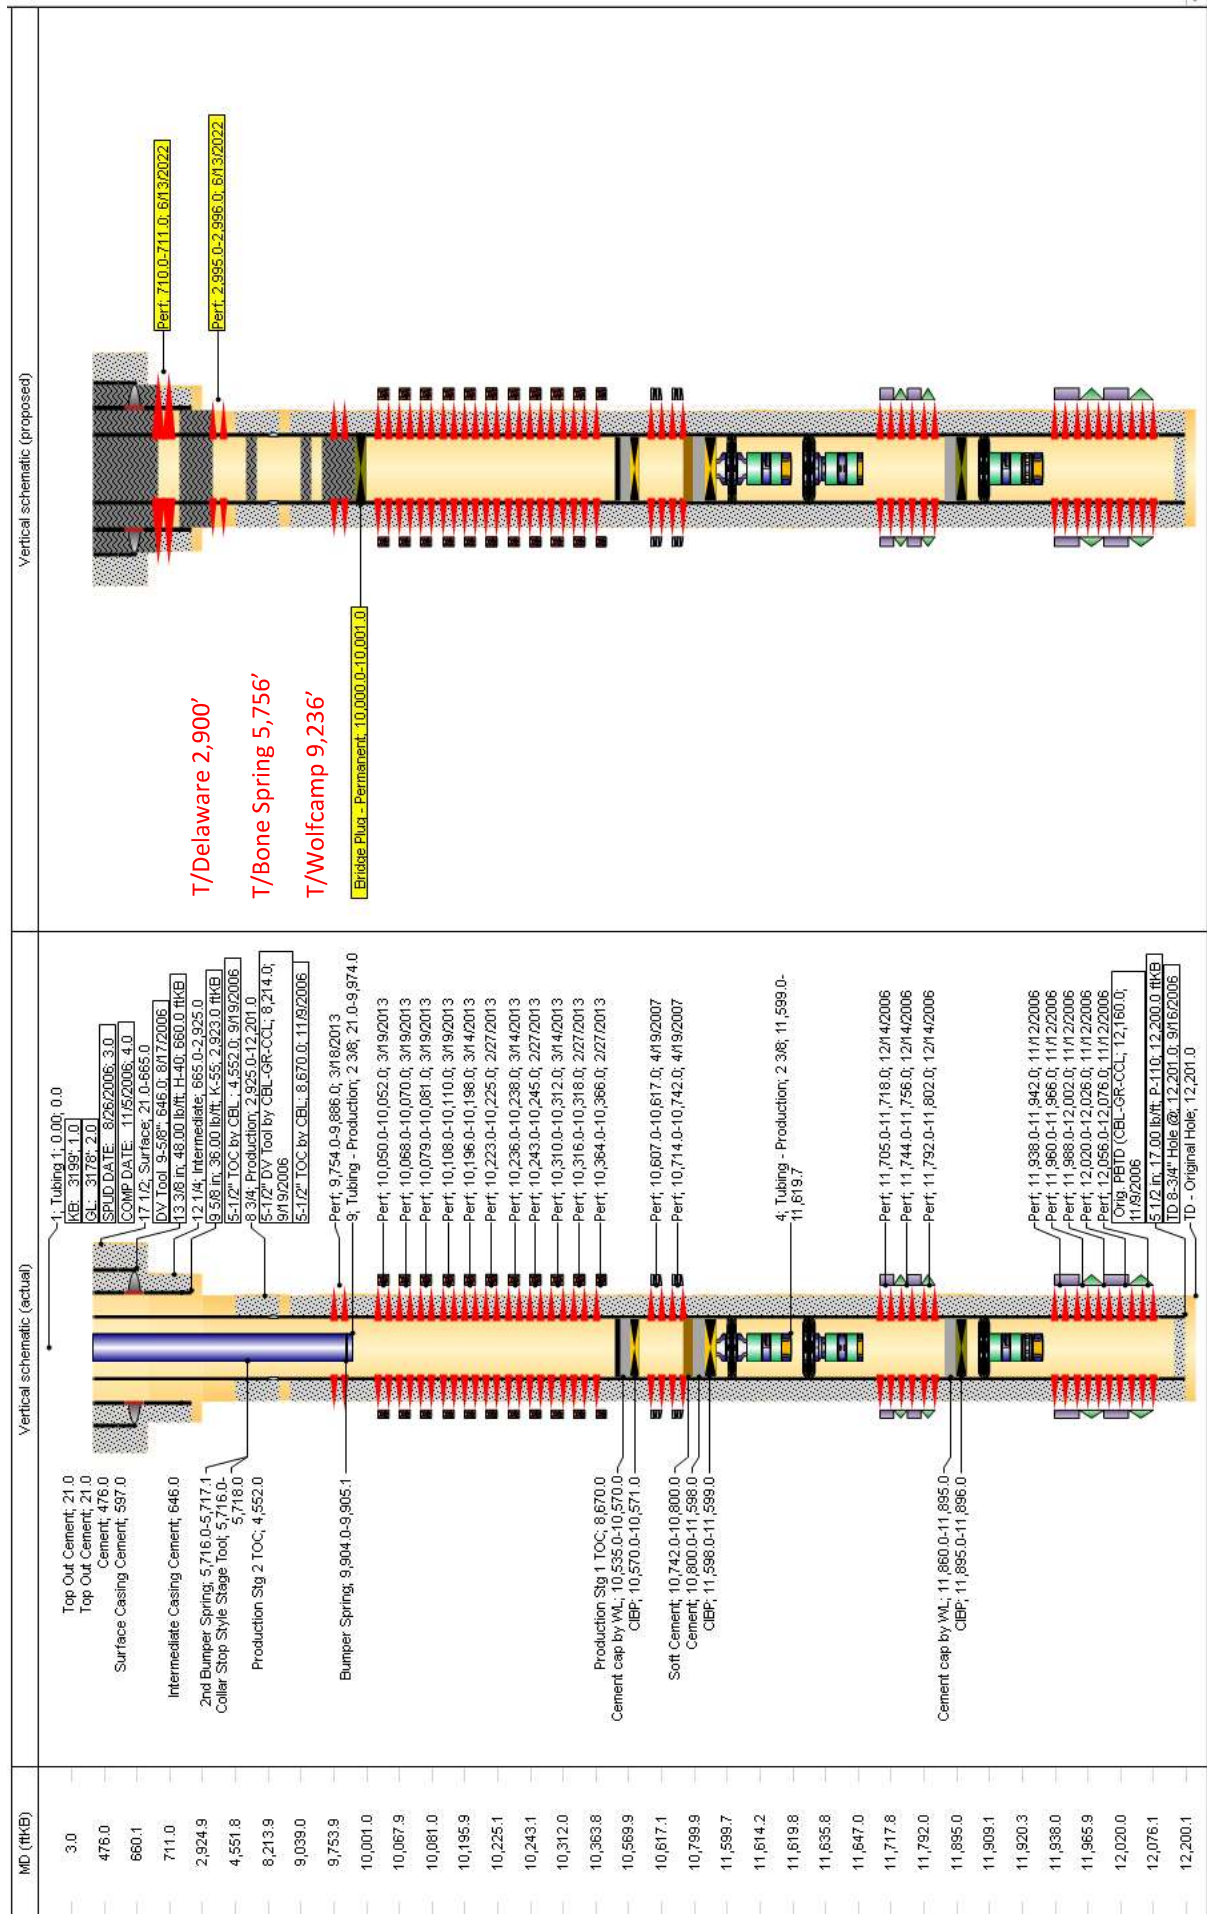 MD (ftKB)
Vertical schematic (actual)
Vertical schematic (proposed)
3.0
476.0
660.1
711.0
2,924.9
4,551.8
8,213.9
9,039.0
9,753.9
10,001.0
10,067.9
10,081.0
10,195.9
10,225.1
10,243.1
10,312.0
10,363.8
10,569.9
10,617.1
10,799.9
11,599.7
11,614.2
11,619.8
11,635.8
11,647.0
11,717.8
11,792.0
11,895.0
11,909.1
11,920.3
11,938.0
11,965.9
12,020.0
12,076.1
12,200.1
Top Out Cement; 21.0
Top Out Cement; 21.0
Cement; 476.0
Surface Casing Cement; 597.0
Intermediate Casing Cement; 646.0
2nd Bumper Spring; 5,716.0-5,717.1
Collar Stop Style Stage Tool; 5,716.0-
5,718.0
Production Stg 2 TOC; 4,552.0
Bumper Spring; 9,904.0-9,905.1
Production Stg 1 TOC; 8,670.0
Cement cap by WL; 10,535.0-10,570.0
CIBP; 10,570.0-10,571.0
Soft Cement; 10,742.0-10,800.0
Cement; 10,800.0-11,598.0
CIBP; 11,598.0-11,599.0
Cement cap by WL; 11,860.0-11,895.0
CIBP; 11,895.0-11,896.0
1; Tubing 1; 0.00; 0.0
KB: 3199'; 1.0
GL: 3178'; 2.0
SPUD DATE: 8/26/2006; 3.0
COMP DATE: 11/5/2006; 4.0
17 1/2; Surface; 21.0-665.0
DV Tool 9-5/8"; 646.0; 8/17/2006
13 3/8 in; 48.00 lb/ft; H-40; 660.0 ftKB
12 1/4; Intermediate; 665.0-2,925.0
9 5/8 in; 36.00 lb/ft; K-55; 2,923.0 ftKB
5-1/2" TOC by CBL; 4,552.0; 9/19/2006
8 3/4; Production; 2,925.0-12,201.0
5-1/2" DV Tool by CBL-GR-CCL; 8,214.0;
9/19/2006
5-1/2" TOC by CBL; 8,670.0; 11/9/2006
Perf; 9,754.0-9,886.0; 3/18/2013
9; Tubing - Production; 2 3/8; 21.0-9,974.0
Perf; 10,050.0-10,052.0; 3/19/2013
Perf; 10,068.0-10,070.0; 3/19/2013
Perf; 10,079.0-10,081.0; 3/19/2013
Perf; 10,108.0-10,110.0; 3/19/2013
Perf; 10,196.0-10,198.0; 3/14/2013
Perf; 10,223.0-10,225.0; 2/27/2013
Perf; 10,236.0-10,238.0; 3/14/2013
Perf; 10,243.0-10,245.0; 2/27/2013
Perf; 10,310.0-10,312.0; 3/14/2013
Perf; 10,316.0-10,318.0; 2/27/2013
Perf; 10,364.0-10,366.0; 2/27/2013
Perf; 10,607.0-10,617.0; 4/19/2007
Perf; 10,714.0-10,742.0; 4/19/2007
4; Tubing - Production; 2 3/8; 11,599.0-
11,619.7
Perf; 11,705.0-11,718.0; 12/14/2006
Perf; 11,744.0-11,756.0; 12/14/2006
Perf; 11,792.0-11,802.0; 12/14/2006
Perf; 11,938.0-11,942.0; 11/12/2006
Perf; 11,960.0-11,966.0; 11/12/2006
Perf; 11,988.0-12,002.0; 11/12/2006
Perf; 12,020.0-12,026.0; 11/12/2006
Perf; 12,056.0-12,076.0; 11/12/2006
Orig. PBTD (CBL-GR-CCL; 12,160.0;
11/9/2006
5 1/2 in; 17.00 lb/ft; P-110; 12,200.0 ftKB
TD 8-3/4" Hole @; 12,201.0; 9/16/2006
TD - Original Hole; 12,201.0
T/Delaware 2,900'
T/Bone Spring 5,756'
T/Wolfcamp 9,236'
Bridge Plug - Permanent; 10,000.0-10,001.0
Perf; 710.0-711.0; 6/13/2022
Perf; 2,995.0-2,996.0; 6/13/2022